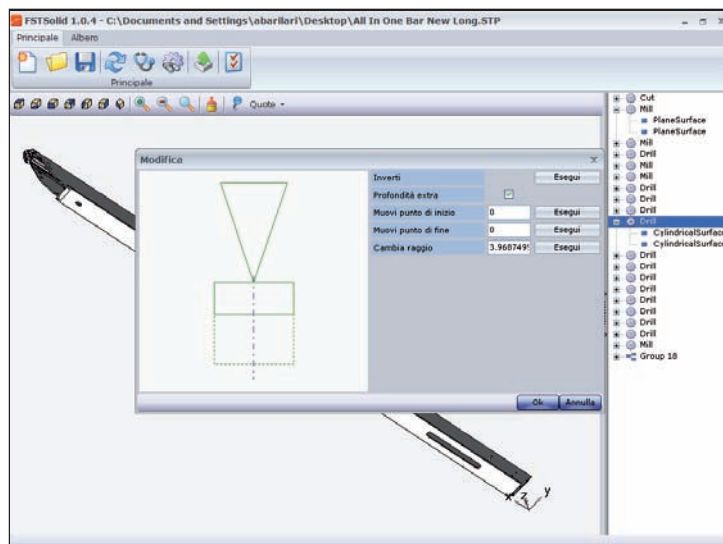 FSTSolid 1.0.4 - C:\Documents and Settings\abarilari\Desktop\All In One Bar New Long.STP
Principale Albero
Principale
Quote
Modifica
Inverti Esegui
Profondità extra
Muovi punto di inizio 0 Esegui
Muovi punto di fine 0 Esegui
Cambia raggio 3.9687495 Esegui
Ok Annulla
z y
Cut
Mill
PlaneSurface
PlaneSurface
Mill
Drill
Mill
Mill
Drill
Drill
Drill
Drill
CylindricalSurface
CylindricalSurface
Drill
Drill
Drill
Drill
Drill
Drill
Drill
Drill
Mill
Group 18